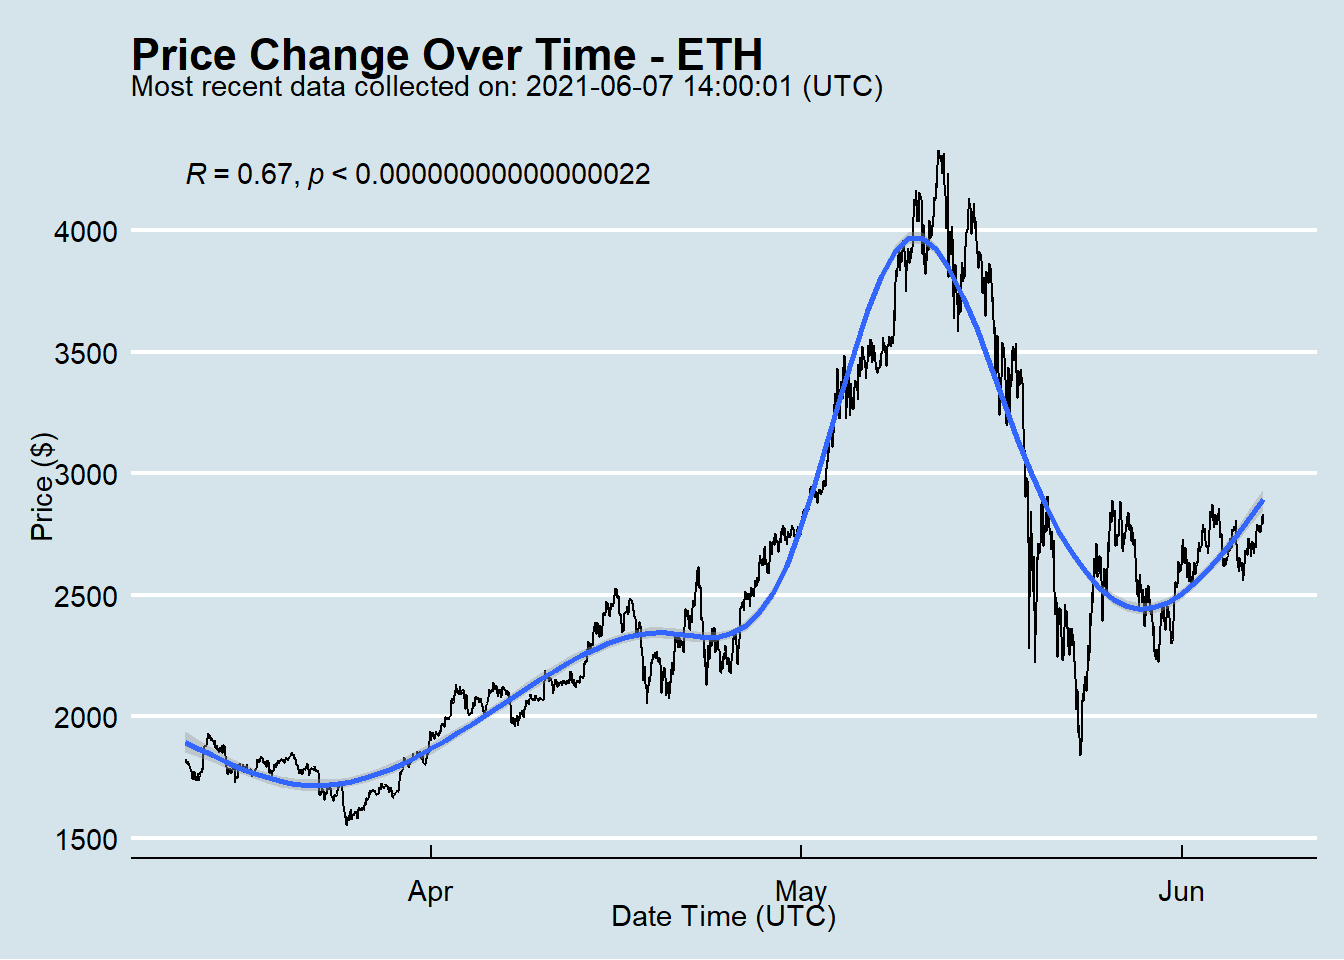 Price Change Over Time - ETH
Most recent data collected on: 2021-06-07 14:00:01 (UTC)
R = 0.67, p < 0.00000000000000022
4000
3500
3000
2500
2000
1500
Price ($)
Apr
May
Jun
Date Time (UTC)